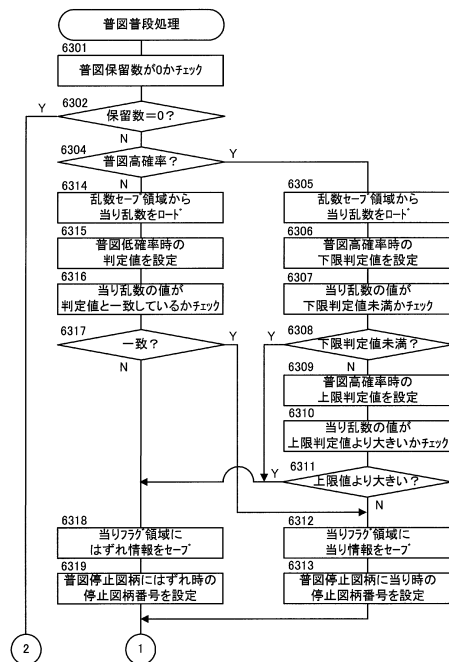 普図普段処理
6301
普図保留数が0かチェック
6302
Y
保留数＝0？
N
6304
普図高確率？
Y
N
6314
乱数セーブ領域から
当り乱数をロード
6315
普図低確率時の
判定値を設定
6316
当り乱数の値が
判定値と一致しているかチェック
6317
一致？
Y
N
6305
乱数セーブ領域から
当り乱数をロード
6306
普図高確率時の
下限判定値を設定
6307
当り乱数の値が
下限判定値未満かチェック
6308
Y
下限判定値未満？
N
6309
普図高確率時の
上限判定値を設定
6310
当り乱数の値が
上限判定値より大きいかチェック
6311
Y
上限値より大きい？
N
6318
当りフラグ領域に
はずれ情報をセーブ
6319
普図停止図柄にはずれ時の
停止図柄番号を設定
6312
当りフラグ領域に
当り情報をセーブ
6313
普図停止図柄に当り時の
停止図柄番号を設定
2
1